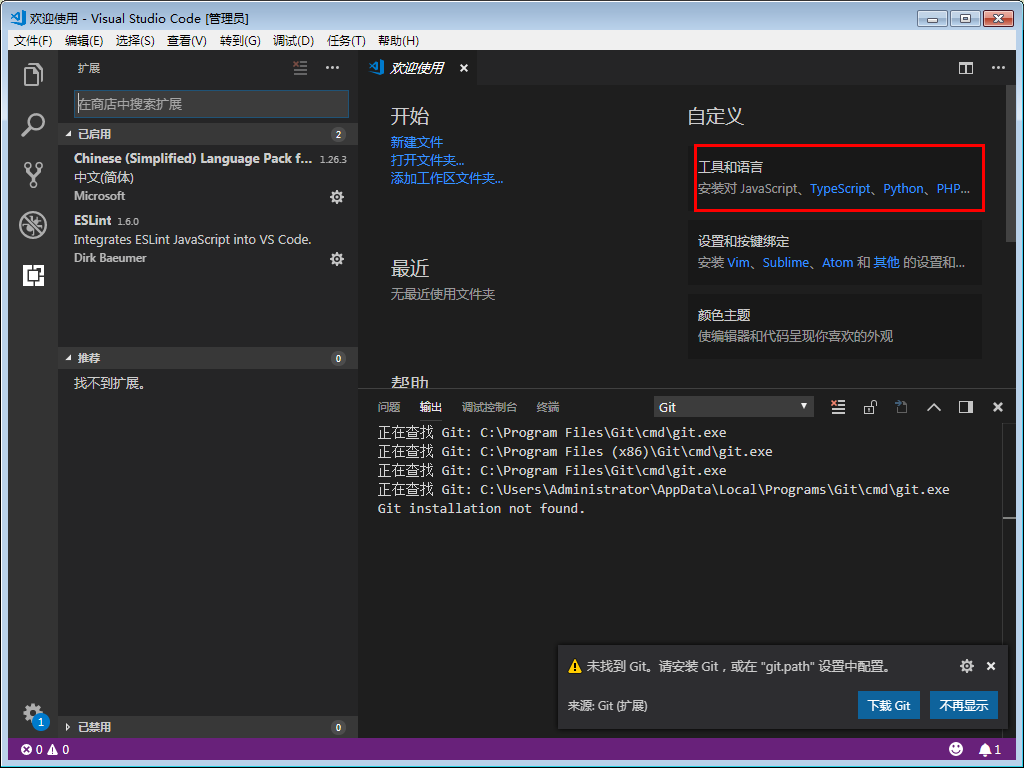 欢迎使用 - Visual Studio Code [管理员]
文件(F) 编辑(E) 选择(S) 查看(V) 转到(G) 调试(D) 任务(T) 帮助(H)
扩展
在商店中搜索扩展
已启用 2
Chinese (Simplified) Language Pack f... 1.26.3
中文(简体)
Microsoft
ESLint 1.6.0
Integrates ESLint JavaScript into VS Code.
Dirk Baeumer
推荐 0
找不到扩展。
已禁用 0
1
欢迎使用
开始
新建文件
打开文件夹...
添加工作区文件夹...
最近
无最近使用文件夹
帮助
自定义
工具和语言
安装对 JavaScript、TypeScript、Python、PHP...
设置和按键绑定
安装 Vim、Sublime、Atom 和 其他 的设置和...
颜色主题
使编辑器和代码呈现你喜欢的外观
问题 输出 调试控制台 终端 Git
正在查找 Git: C:\Program Files\Git\cmd\git.exe
正在查找 Git: C:\Program Files (x86)\Git\cmd\git.exe
正在查找 Git: C:\Program Files\Git\cmd\git.exe
正在查找 Git: C:\Users\Administrator\AppData\Local\Programs\Git\cmd\git.exe
Git installation not found.
未找到 Git。请安装 Git，或在 "git.path" 设置中配置。
来源: Git (扩展) 下载 Git 不再显示
0 0 1